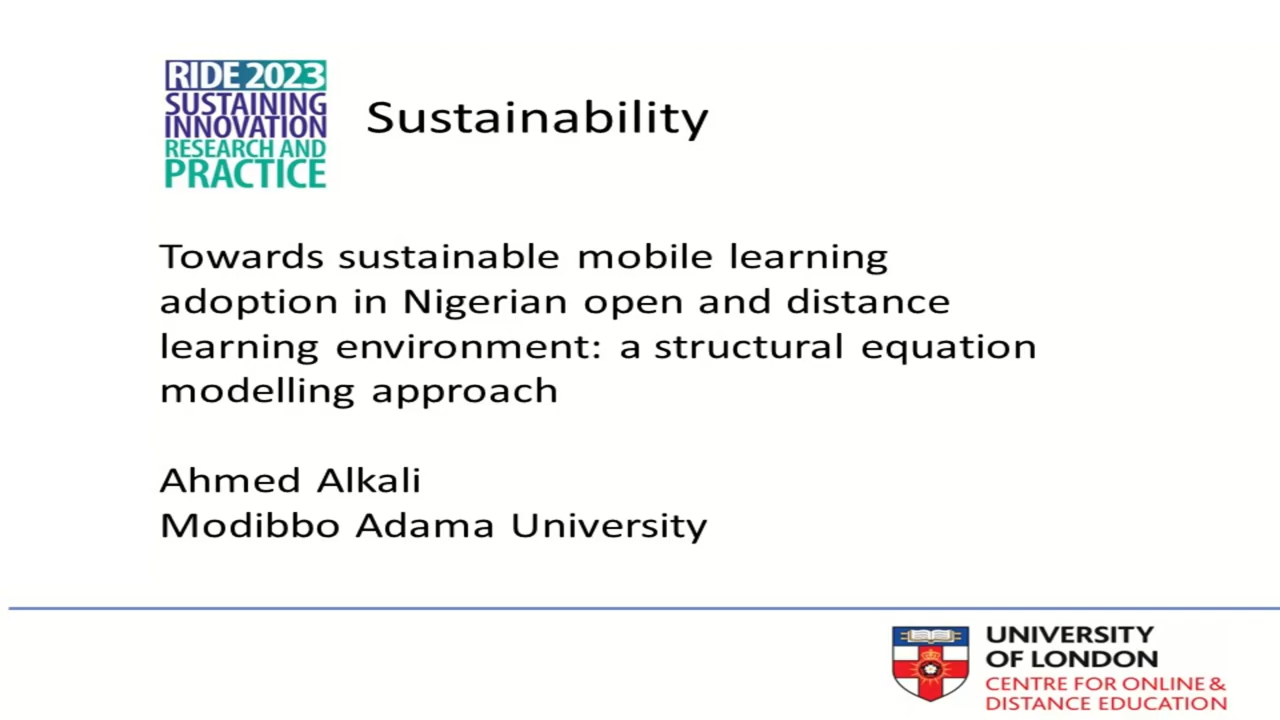 RIDE 2023
SUSTAINING
INNOVATION
RESEARCH AND
PRACTICE
Sustainability
Towards sustainable mobile learning
adoption in Nigerian open and distance
learning environment: a structural equation
modelling approach
Ahmed Alkali
Modibbo Adama University
UNIVERSITY
OF LONDON
CENTRE FOR ONLINE &
DISTANCE EDUCATION